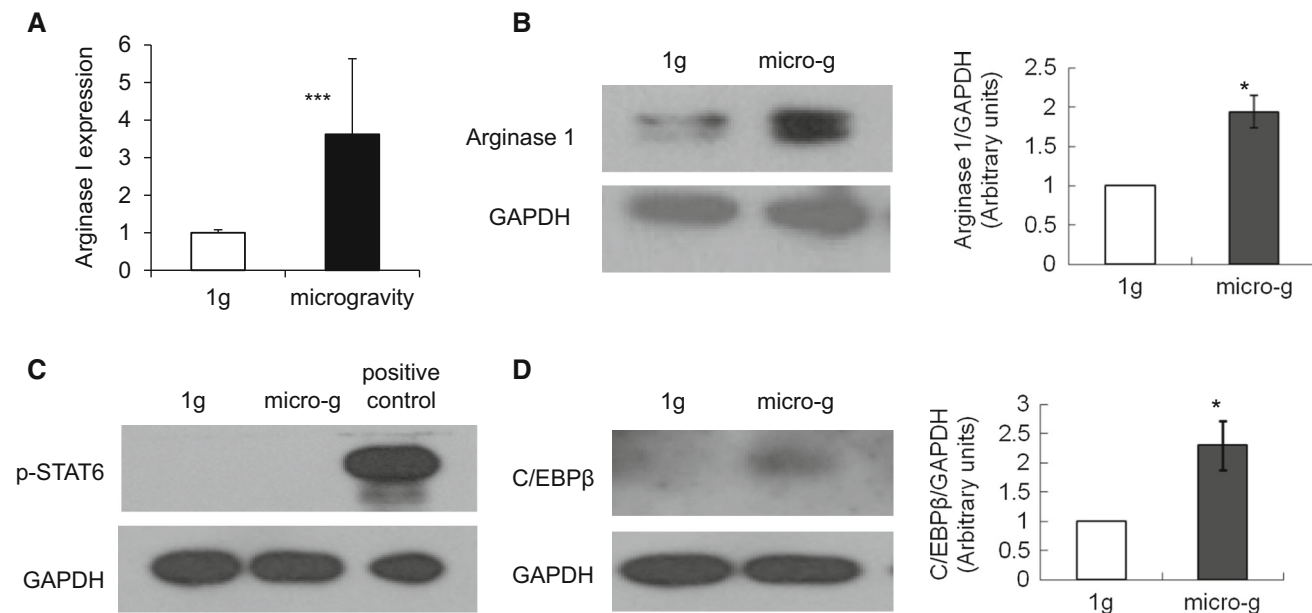 A
Arginase I expression
6
5
4
3
2
1
0
***
1g
microgravity
B
1g
micro-g
Arginase 1
GAPDH
Arginase 1/GAPDH
(Arbitrary units)
2.5
2
1.5
1
0.5
0
*
1g
micro-g
C
1g
micro-g
positive
control
p-STAT6
GAPDH
D
1g
micro-g
C/EBPβ
GAPDH
C/EBPβ/GAPDH
(Arbitrary units)
3
2.5
2
1.5
1
0.5
0
*
1g
micro-g